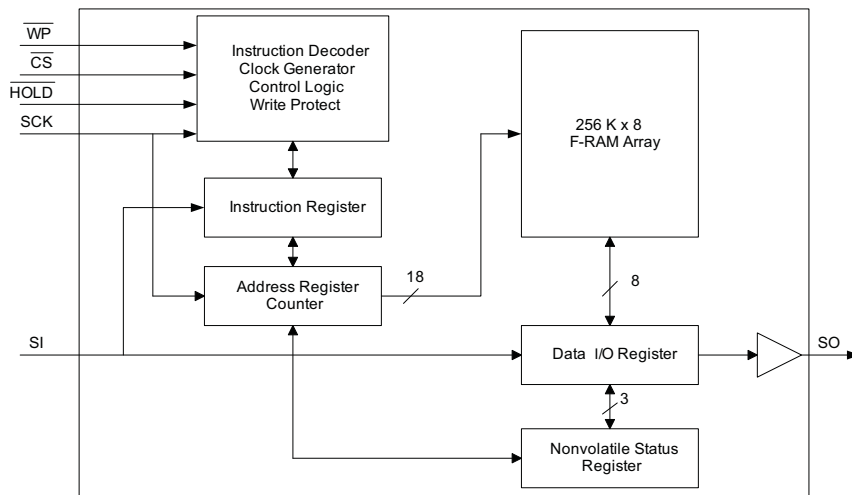 WP
CS
HOLD
SCK
Instruction Decoder
Clock Generator
Control Logic
Write Protect
256 K x 8
F-RAM Array
Instruction Register
Address Register
Counter
18
8
SI
Data I/O Register
SO
3
Nonvolatile Status
Register